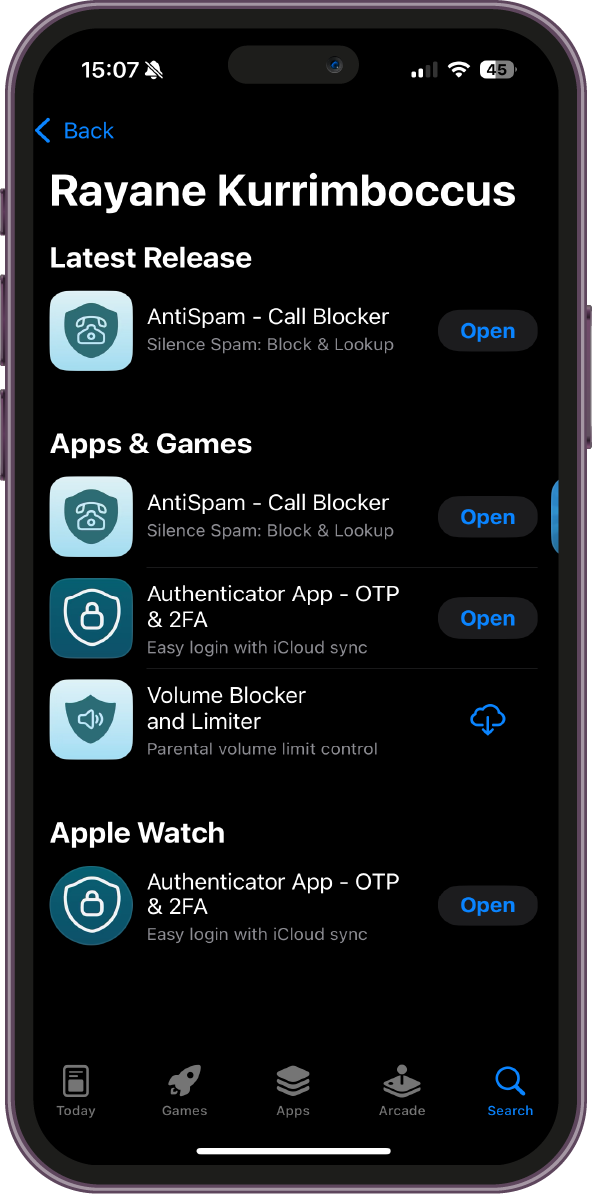 15:07
45
Back
Rayane Kurrimboccus
Latest Release
AntiSpam - Call Blocker
Silence Spam: Block & Lookup
Open
Apps & Games
AntiSpam - Call Blocker
Silence Spam: Block & Lookup
Open
Authenticator App - OTP
& 2FA
Easy login with iCloud sync
Open
Volume Blocker
and Limiter
Parental volume limit control
Apple Watch
Authenticator App - OTP
& 2FA
Easy login with iCloud sync
Open
Today
Games
Apps
Arcade
Search